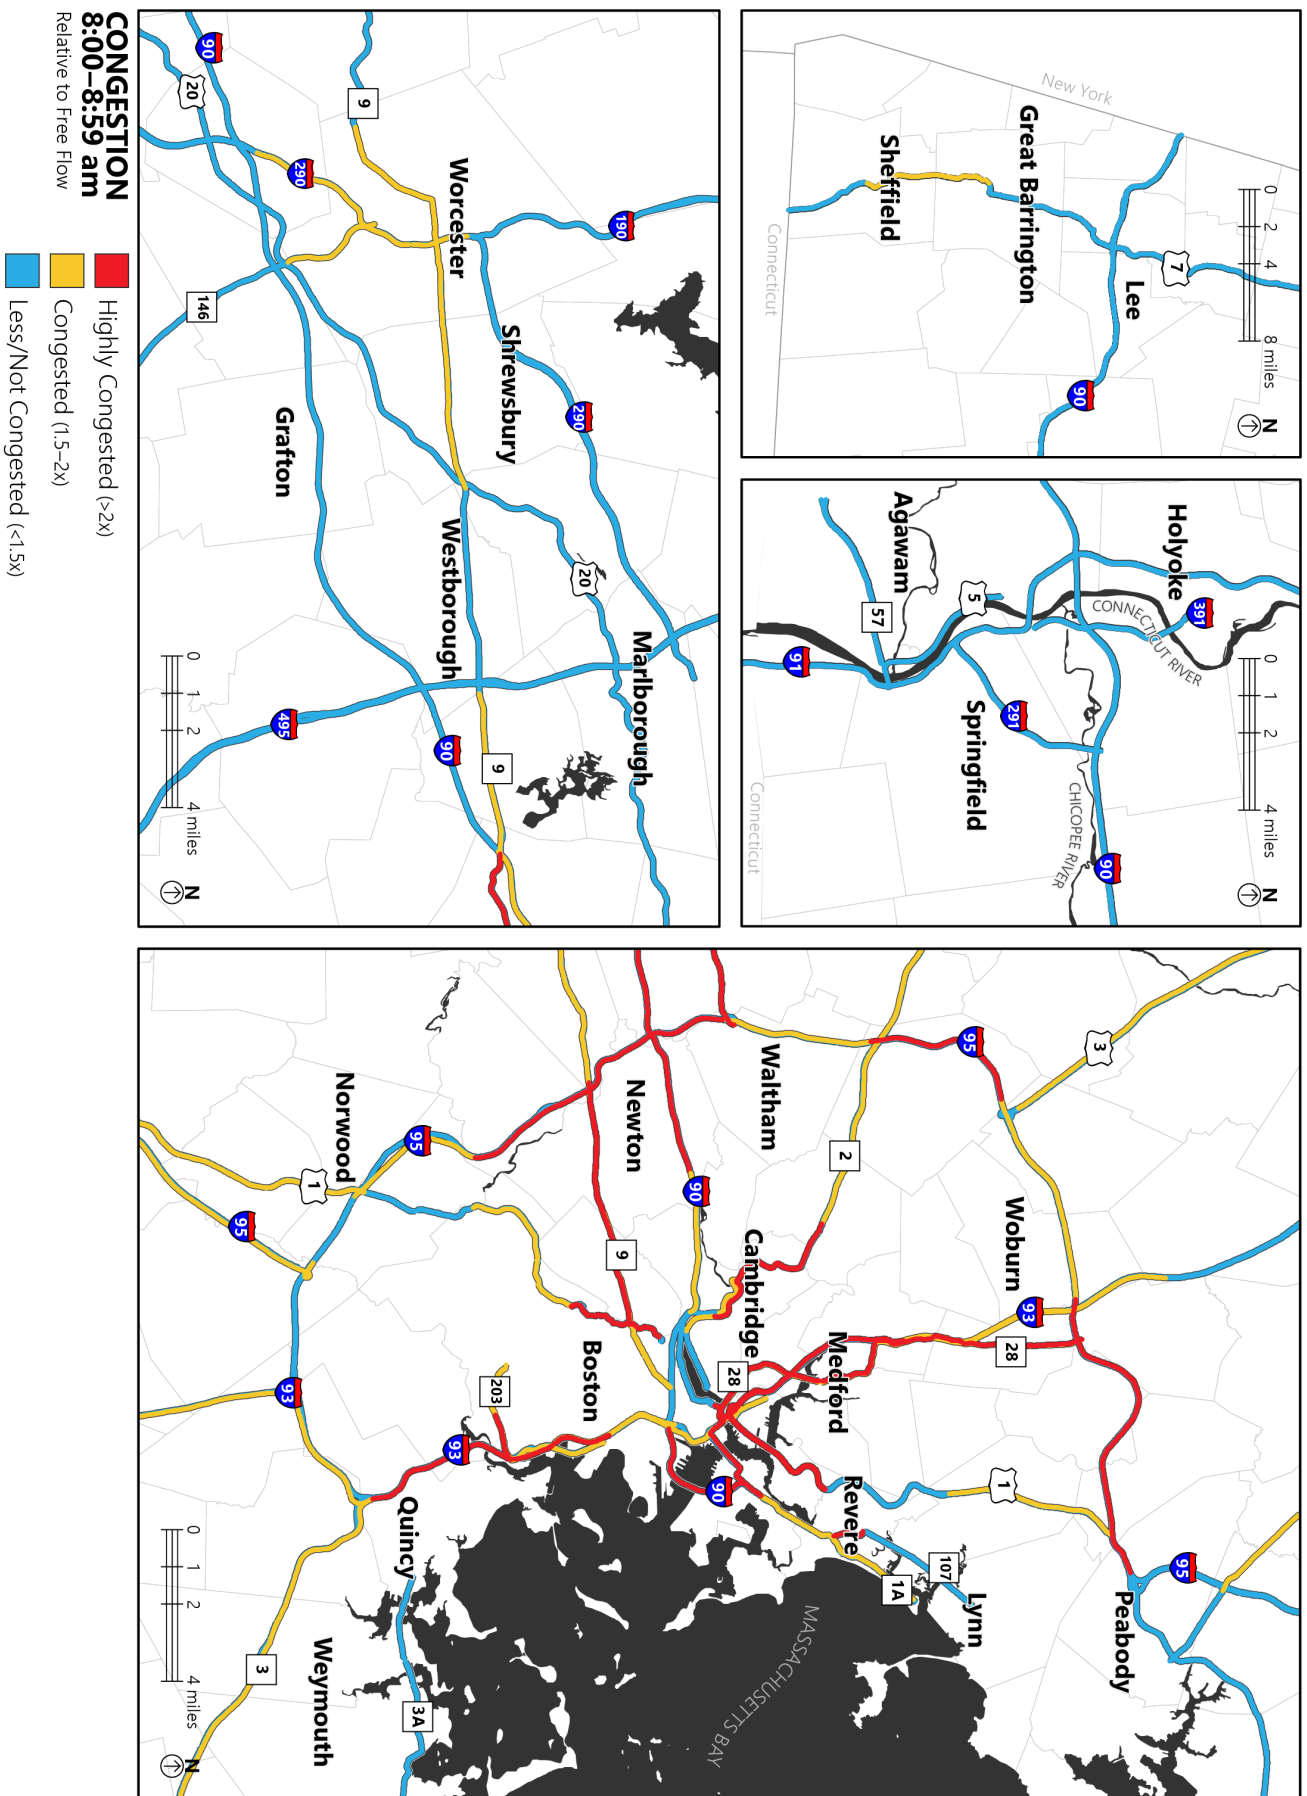 CONGESTION
8:00–8:59 am
Relative to Free Flow
Highly Congested (>2x)
Congested (1.5–2x)
Less/Not Congested (<1.5x)
New York
Great Barrington
Sheffield
Lee
Connecticut
7
90
0 2 4 8 miles
N
Holyoke
Agawam
Springfield
CONNECTICUT RIVER
CHICOPEE RIVER
Connecticut
391
5
57
91
291
90
0 1 2 4 miles
N
Worcester
Shrewsbury
Grafton
Westborough
Marlborough
90
20
9
290
190
146
290
20
495
90
9
0 1 2 4 miles
N
Waltham
Newton
Norwood
Woburn
Cambridge
Medford
Boston
Revere
Lynn
Peabody
Quincy
Weymouth
MASSACHUSETTS BAY
3
95
2
95
1
95
90
9
93
28
28
203
93
93
90
1
95
107
1A
3
3A
0 1 2 4 miles
N